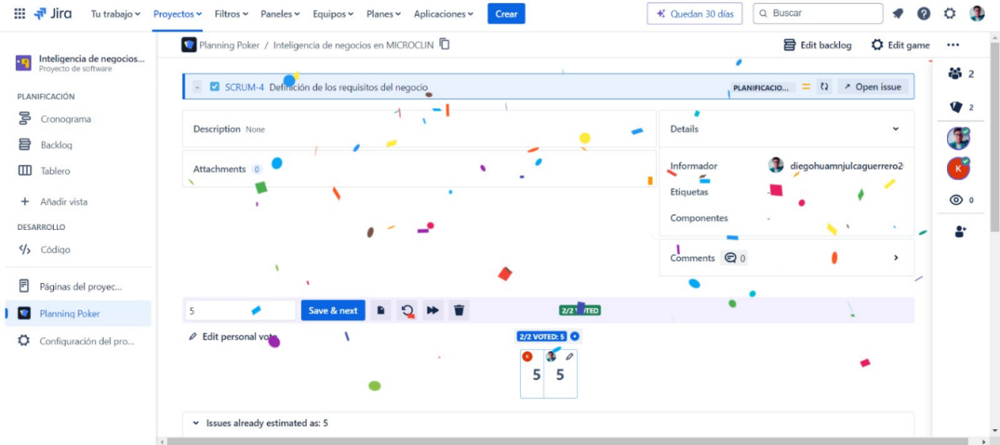 Jira Tu trabajo Proyectos Filtros Paneles Equipos Planes Aplicaciones Crear Quedan 30 días Buscar
Inteligencia de negocios...
Proyecto de software
PLANIFICACIÓN
Cronograma
Backlog
Tablero
Añadir vista
DESARROLLO
Código
Páginas del proyec...
Planning Poker
Configuración del pro...
Planning Poker / Inteligencia de negocios en MICROCLIN Edit backlog Edit game
- SCRUM-4 Definición de los requisitos del negocio PLANIFICACIO... Open issue
Description None
Attachments 0
Details
Informador diegohuamnjulcaguerrero2
Etiquetas -
Componentes -
Comments 0
5 Save & next 2/2 VOTED
Edit personal vote 2/2 VOTED: 5
K
5 5
Issues already estimated as: 5
2
2
K
0